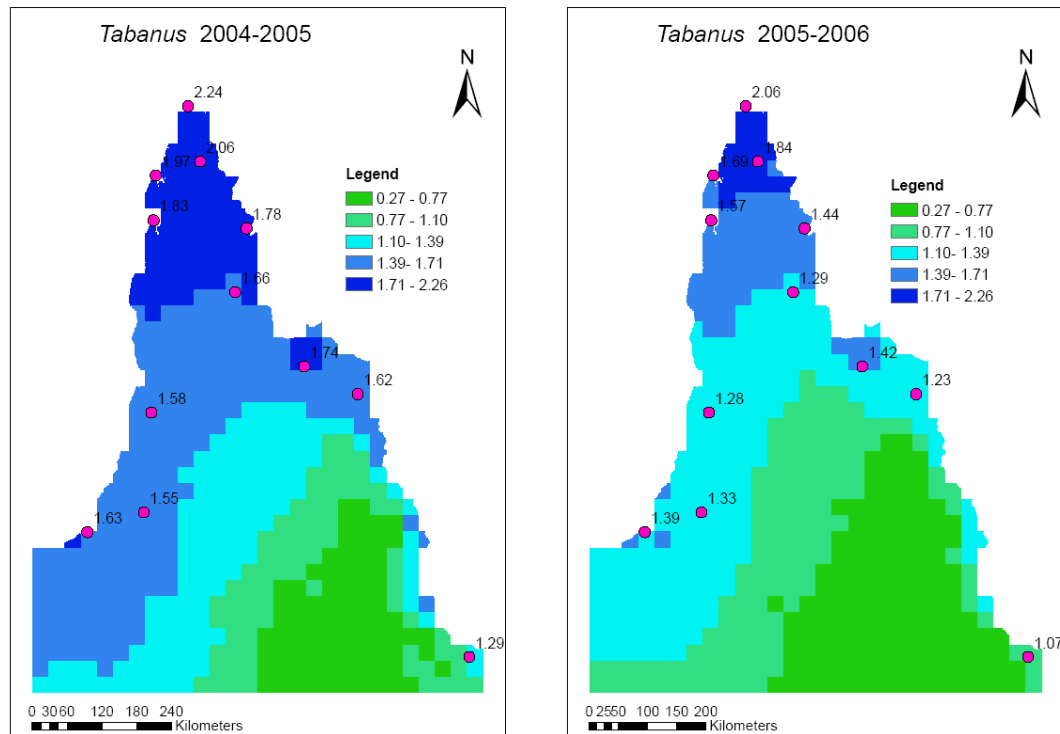 Tabanus 2004-2005
N
2.24
2.06
1.97
1.83
1.78
1.66
1.74
1.62
1.58
1.55
1.63
1.29
Legend
0.27 - 0.77
0.77 - 1.10
1.10- 1.39
1.39- 1.71
1.71 - 2.26
0 30 60 120 180 240
Kilometers
Tabanus 2005-2006
N
2.06
1.84
1.69
1.57
1.44
1.29
1.42
1.23
1.28
1.33
1.39
1.07
Legend
0.27 - 0.77
0.77 - 1.10
1.10- 1.39
1.39 - 1.71
1.71 - 2.26
0 2550 100 150 200
Kilometers